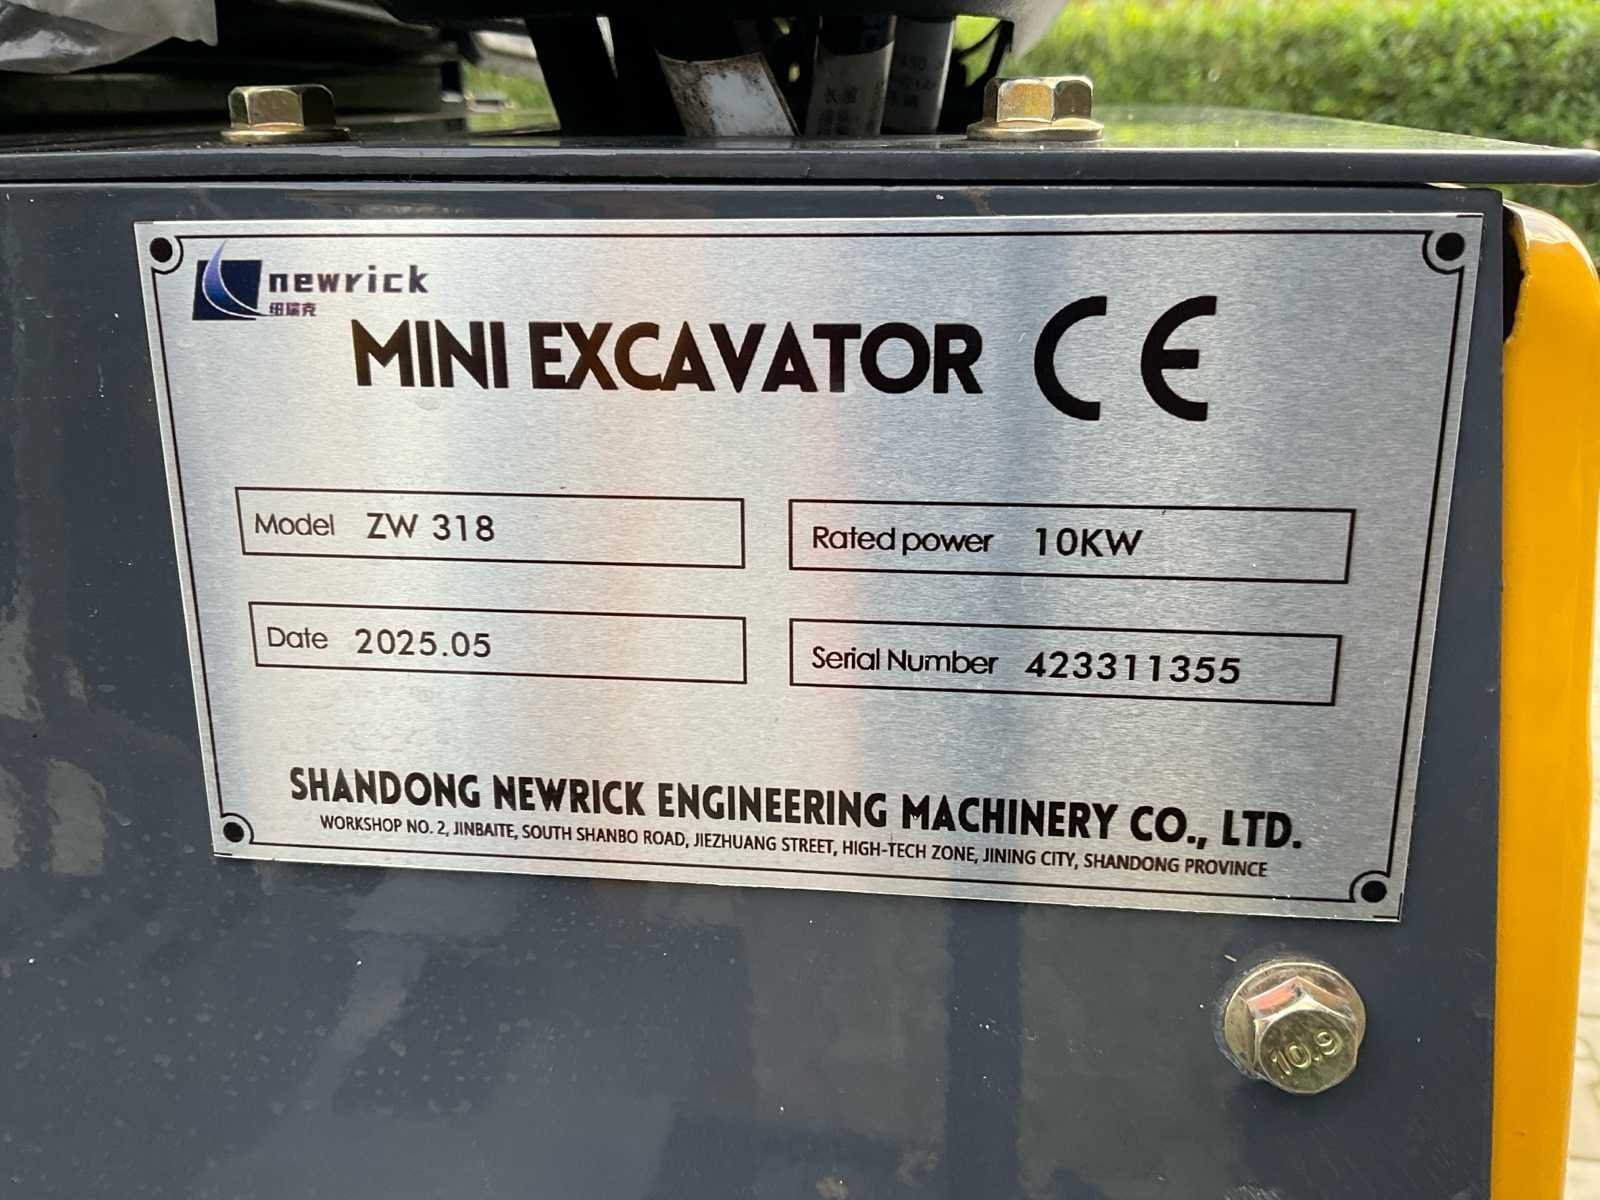 newrick
纽瑞克
MINI EXCAVATOR CE
Model ZW 318
Rated power 10KW
Date 2025.05
Serial Number 423311355
SHANDONG NEWRICK ENGINEERING MACHINERY CO., LTD.
WORKSHOP NO. 2, JINBAITE, SOUTH SHANBO ROAD, JIEZHUANG STREET, HIGH-TECH ZONE, JINING CITY, SHANDONG PROVINCE
10.9